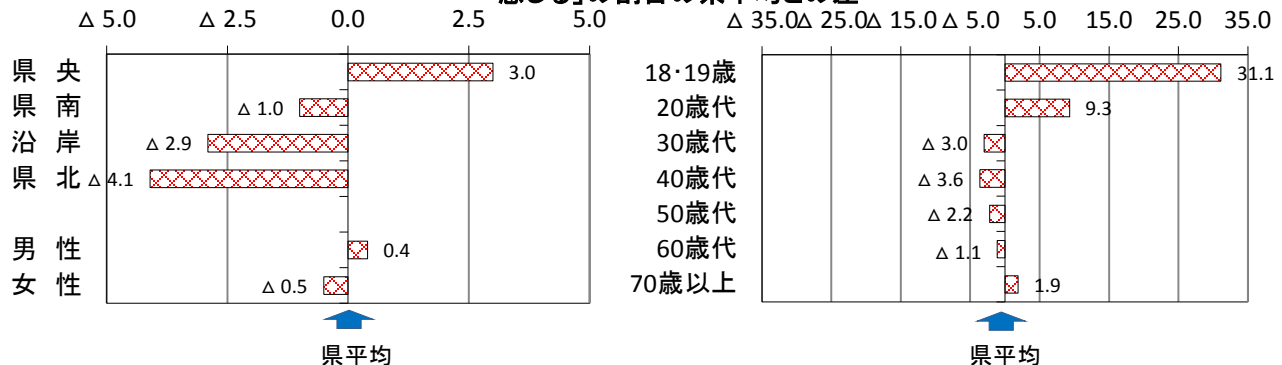 感じる」の割合の県平均との差
△ 5.0 △ 2.5 0.0 2.5 5.0
県 央 3.0
県 南 △ 1.0
沿 岸 △ 2.9
県 北 △ 4.1
男 性 0.4
女 性 △ 0.5
県平均
△ 35.0 △ 25.0 △ 15.0 △ 5.0 5.0 15.0 25.0 35.0
18・19歳 31.1
20歳代 9.3
30歳代 △ 3.0
40歳代 △ 3.6
50歳代 △ 2.2
60歳代 △ 1.1
70歳以上 1.9
県平均